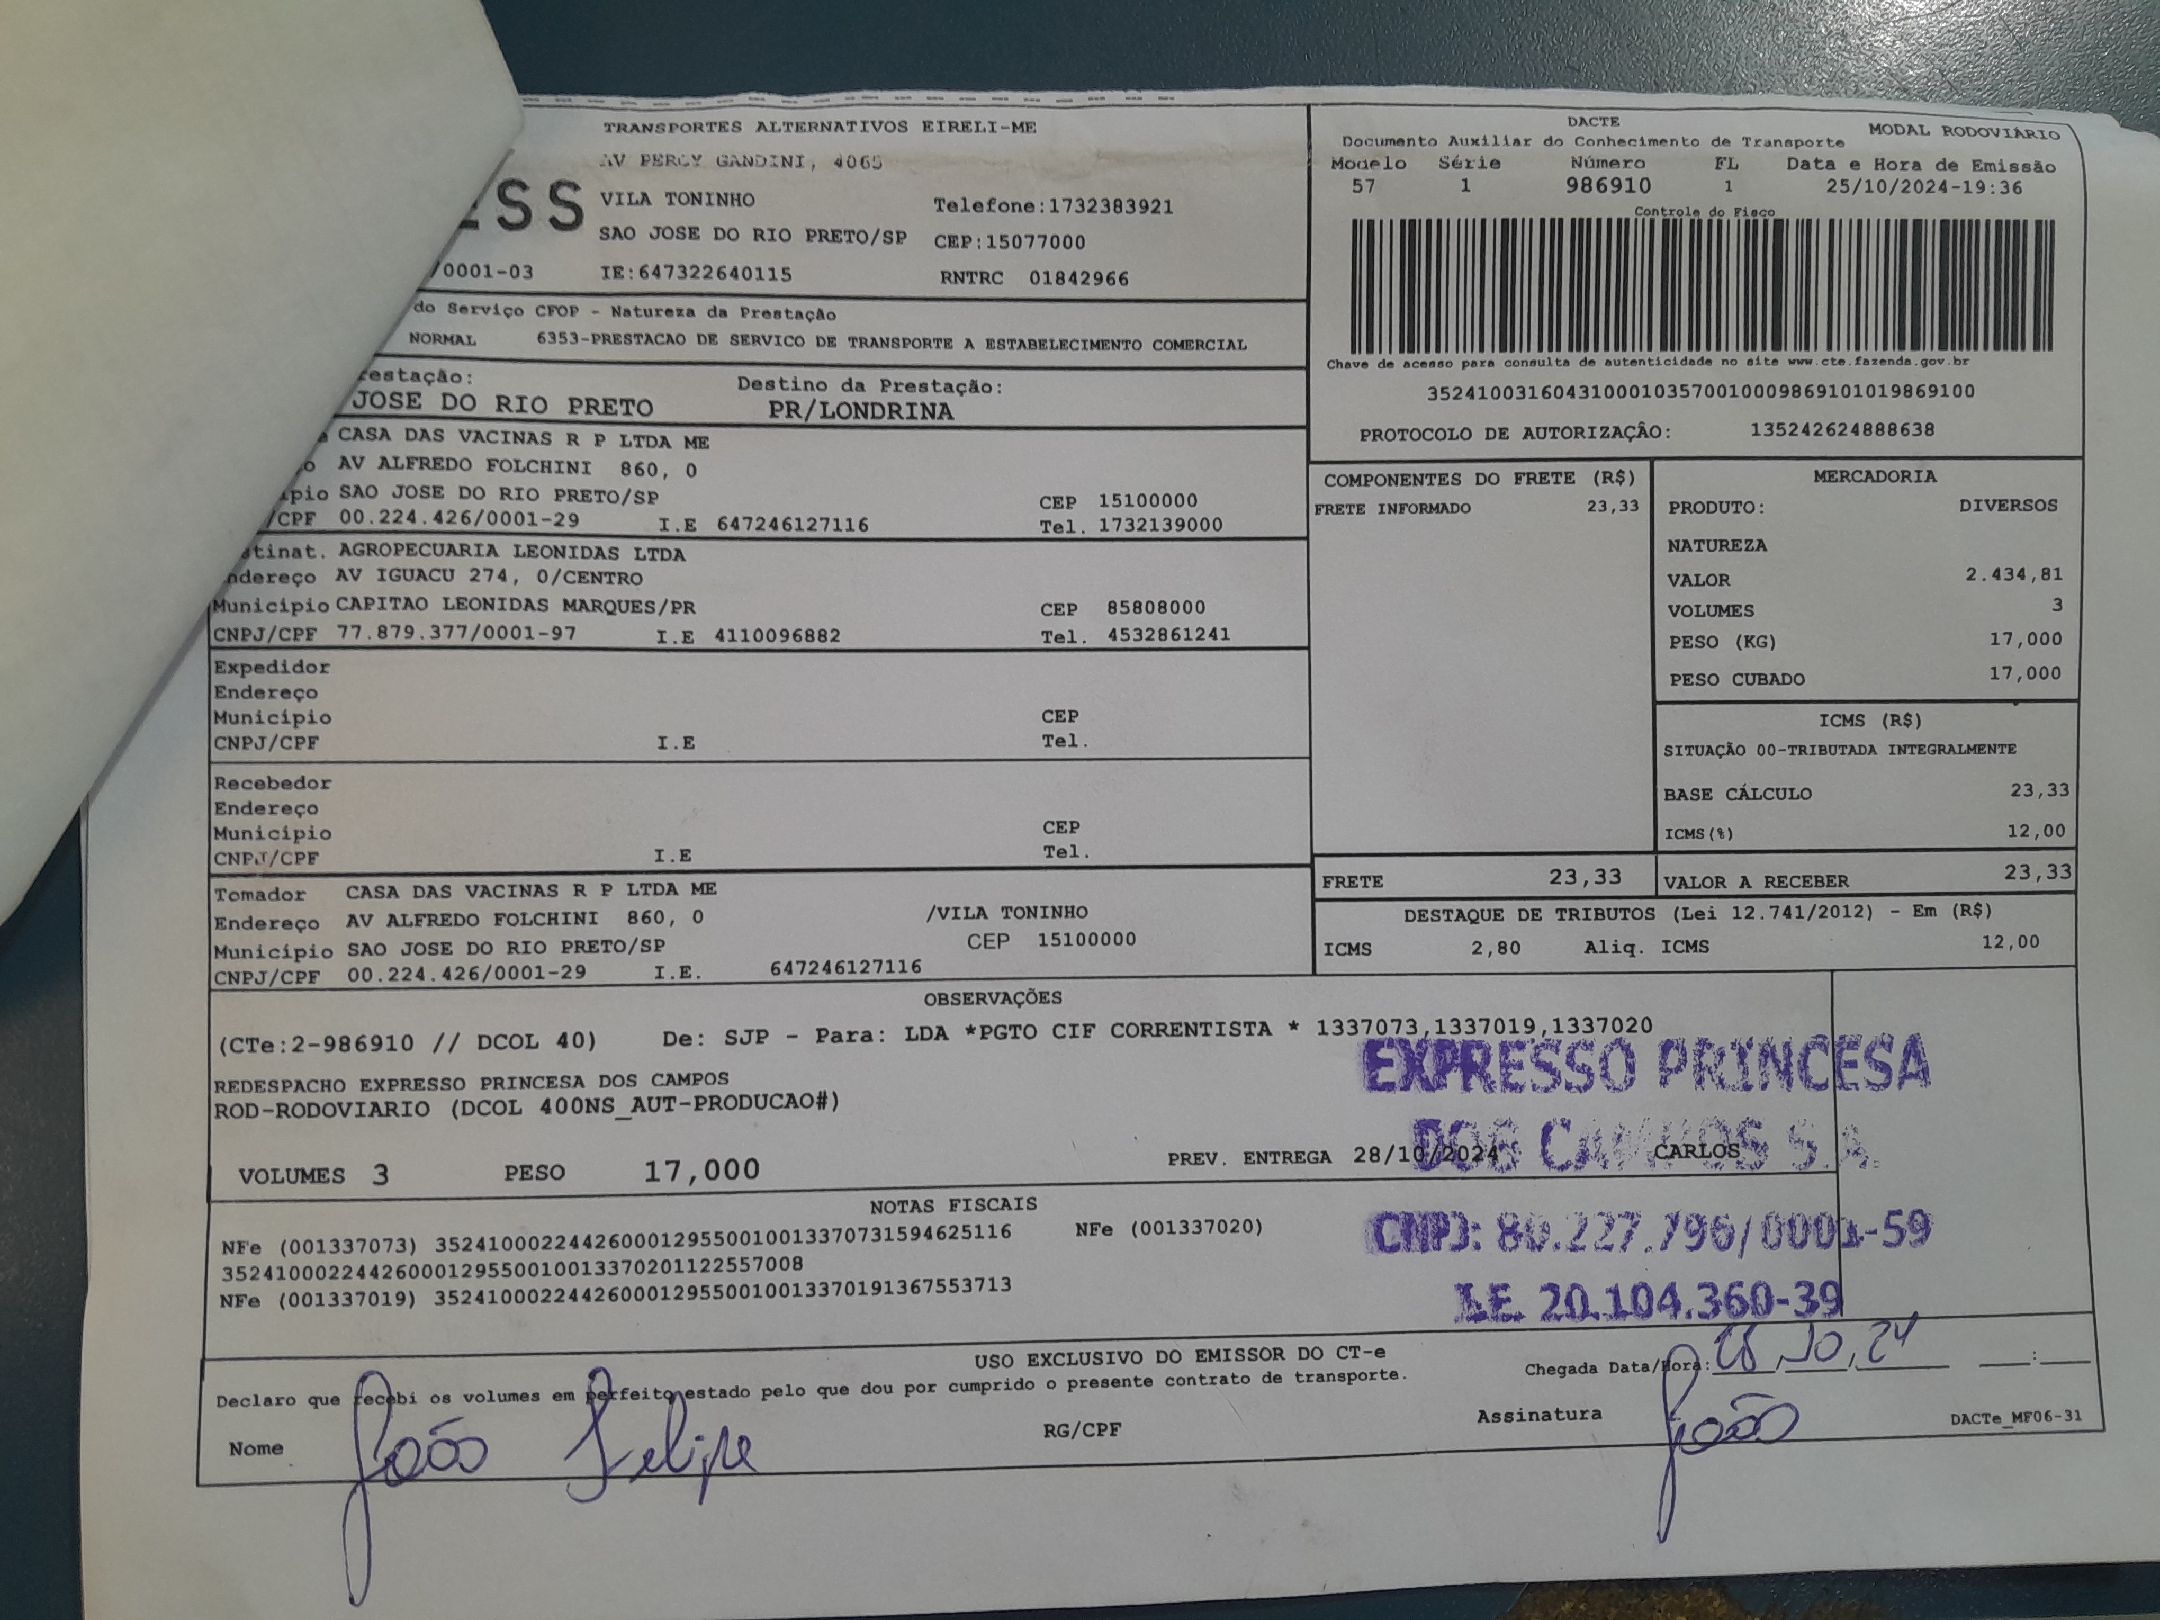 TRANSPORTES ALTERNATIVOS EIRELI-ME
AV PERCY GANDINI, 4065
ESS
VILA TONINHO
Telefone:1732383921
SAO JOSE DO RIO PRETO/SP CEP:15077000
/0001-03 IE:647322640115 RNTRC 01842966
do Serviço CFOP - Natureza da Prestação
NORMAL 6353-PRESTACAO DE SERVICO DE TRANSPORTE A ESTABELECIMENTO COMERCIAL
restação: Destino da Prestação:
JOSE DO RIO PRETO PR/LONDRINA
CASA DAS VACINAS R P LTDA ME
AV ALFREDO FOLCHINI 860, 0
ípio SAO JOSE DO RIO PRETO/SP CEP 15100000
/CPF 00.224.426/0001-29 I.E 647246127116 Tel. 1732139000
stinat. AGROPECUARIA LEONIDAS LTDA
ndereço AV IGUACU 274, 0/CENTRO
Município CAPITAO LEONIDAS MARQUES/PR CEP 85808000
CNPJ/CPF 77.879.377/0001-97 I.E 4110096882 Tel. 4532861241
Expedidor
Endereço
Município CEP
CNPJ/CPF I.E Tel.
Recebedor
Endereço
Município CEP
CNPJ/CPF I.E Tel.
Tomador CASA DAS VACINAS R P LTDA ME
Endereço AV ALFREDO FOLCHINI 860, 0 /VILA TONINHO
Município SAO JOSE DO RIO PRETO/SP CEP 15100000
CNPJ/CPF 00.224.426/0001-29 I.E. 647246127116
DACTE
Documento Auxiliar do Conhecimento de Transporte MODAL RODOVIÁRIO
Modelo Série Número FL Data e Hora de Emissão
57 1 986910 1 25/10/2024-19:36
Controle do Fisco
Chave de acesso para consulta de autenticidade no site www.cte.fazenda.gov.br
35241003160431000103570010009869101019869100
PROTOCOLO DE AUTORIZAÇÃO: 135242624888638
COMPONENTES DO FRETE (R$)
FRETE INFORMADO 23,33
MERCADORIA
PRODUTO: DIVERSOS
NATUREZA
VALOR 2.434,81
VOLUMES 3
PESO (KG) 17,000
PESO CUBADO 17,000
ICMS (R$)
SITUAÇÃO 00-TRIBUTADA INTEGRALMENTE
BASE CÁLCULO 23,33
ICMS(%) 12,00
FRETE 23,33 VALOR A RECEBER 23,33
DESTAQUE DE TRIBUTOS (Lei 12.741/2012) - Em (R$)
ICMS 2,80 Aliq. ICMS 12,00
OBSERVAÇÕES
(CTe:2-986910 // DCOL 40) De: SJP - Para: LDA *PGTO CIF CORRENTISTA * 1337073,1337019,1337020
REDESPACHO EXPRESSO PRINCESA DOS CAMPOS
ROD-RODOVIARIO (DCOL 400NS_AUT-PRODUCAO#)
EXPRESSO PRINCESA
DOS CAMPOS S.A.
VOLUMES 3 PESO 17,000 PREV. ENTREGA 28/10/2024 CARLOS
NOTAS FISCAIS
NFe (001337073) 35241000224426000129550010013370731594625116 NFe (001337020)
35241000224426000129550010013370201122557008
NFe (001337019) 35241000224426000129550010013370191367553713
CNPJ: 80.227.796/0001-59
I.E. 20.104.360-39
USO EXCLUSIVO DO EMISSOR DO CT-e
Chegada Data/Hora: 28,10,24 :
Declaro que recebi os volumes em perfeito estado pelo que dou por cumprido o presente contrato de transporte.
Nome João Felipe RG/CPF Assinatura João DACTe_MF06-31